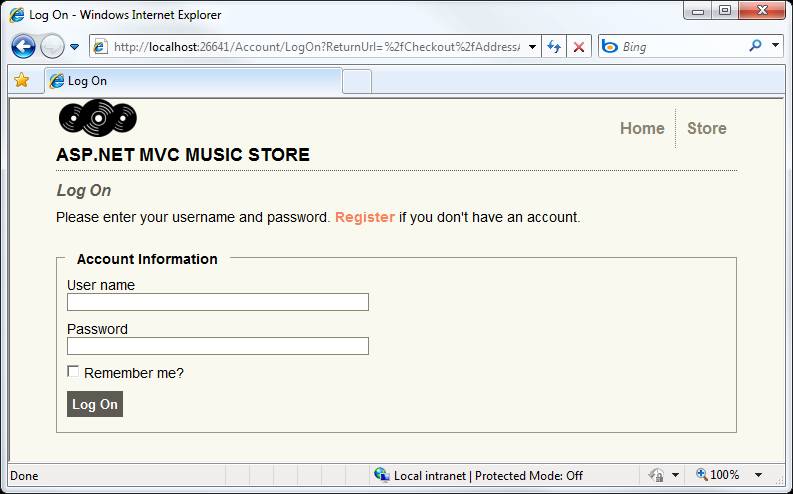 Log On - Windows Internet Explorer
http://localhost:26641/Account/LogOn?ReturnUrl=%2fCheckout%2fAddress
Bing
Log On
Home
Store
ASP.NET MVC MUSIC STORE
Log On
Please enter your username and password. Register if you don't have an account.
Account Information
User name
Password
Remember me?
Log On
Done
Local intranet | Protected Mode: Off
100%